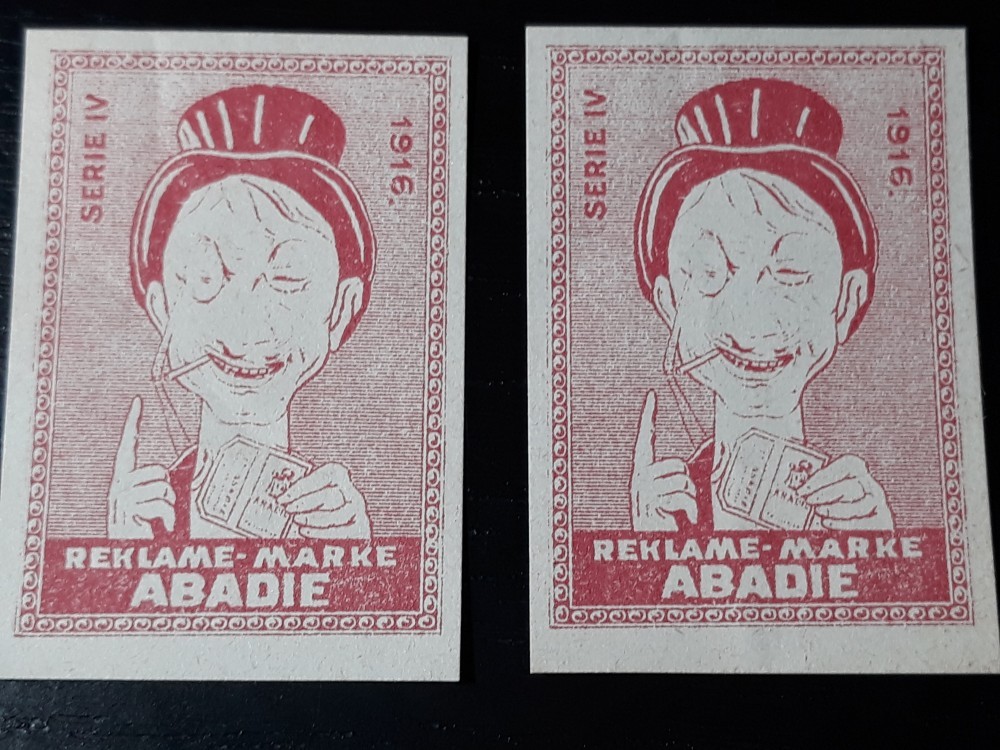 SERIE IV
1916.
REKLAME-MARKE
ABADIE
SERIE IV
1916.
REKLAME-MARKE
ABADIE